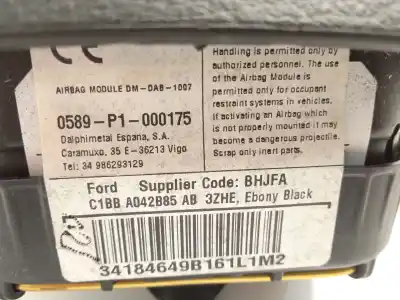 CE
Handling is permitted only by
authorized personnel. The use
of the Airbag Module is
permitted only for occupant
restraint systems in vehicles.
If activating an Airbag which
is not properly mounted it may
become a dangerous projectile.
Scrap only inert parts.
AIRBAG MODULE DM-DAB-1007
0589-P1-000175
Dalphimetal Espana, S.A.
Caramuxo, 35 E-36213 Vigo
Tel: 34 986293129
Ford Supplier Code: BHJFA
C1BB A042B85 AB 3ZHE, Ebony Black
34184649B161L1M2